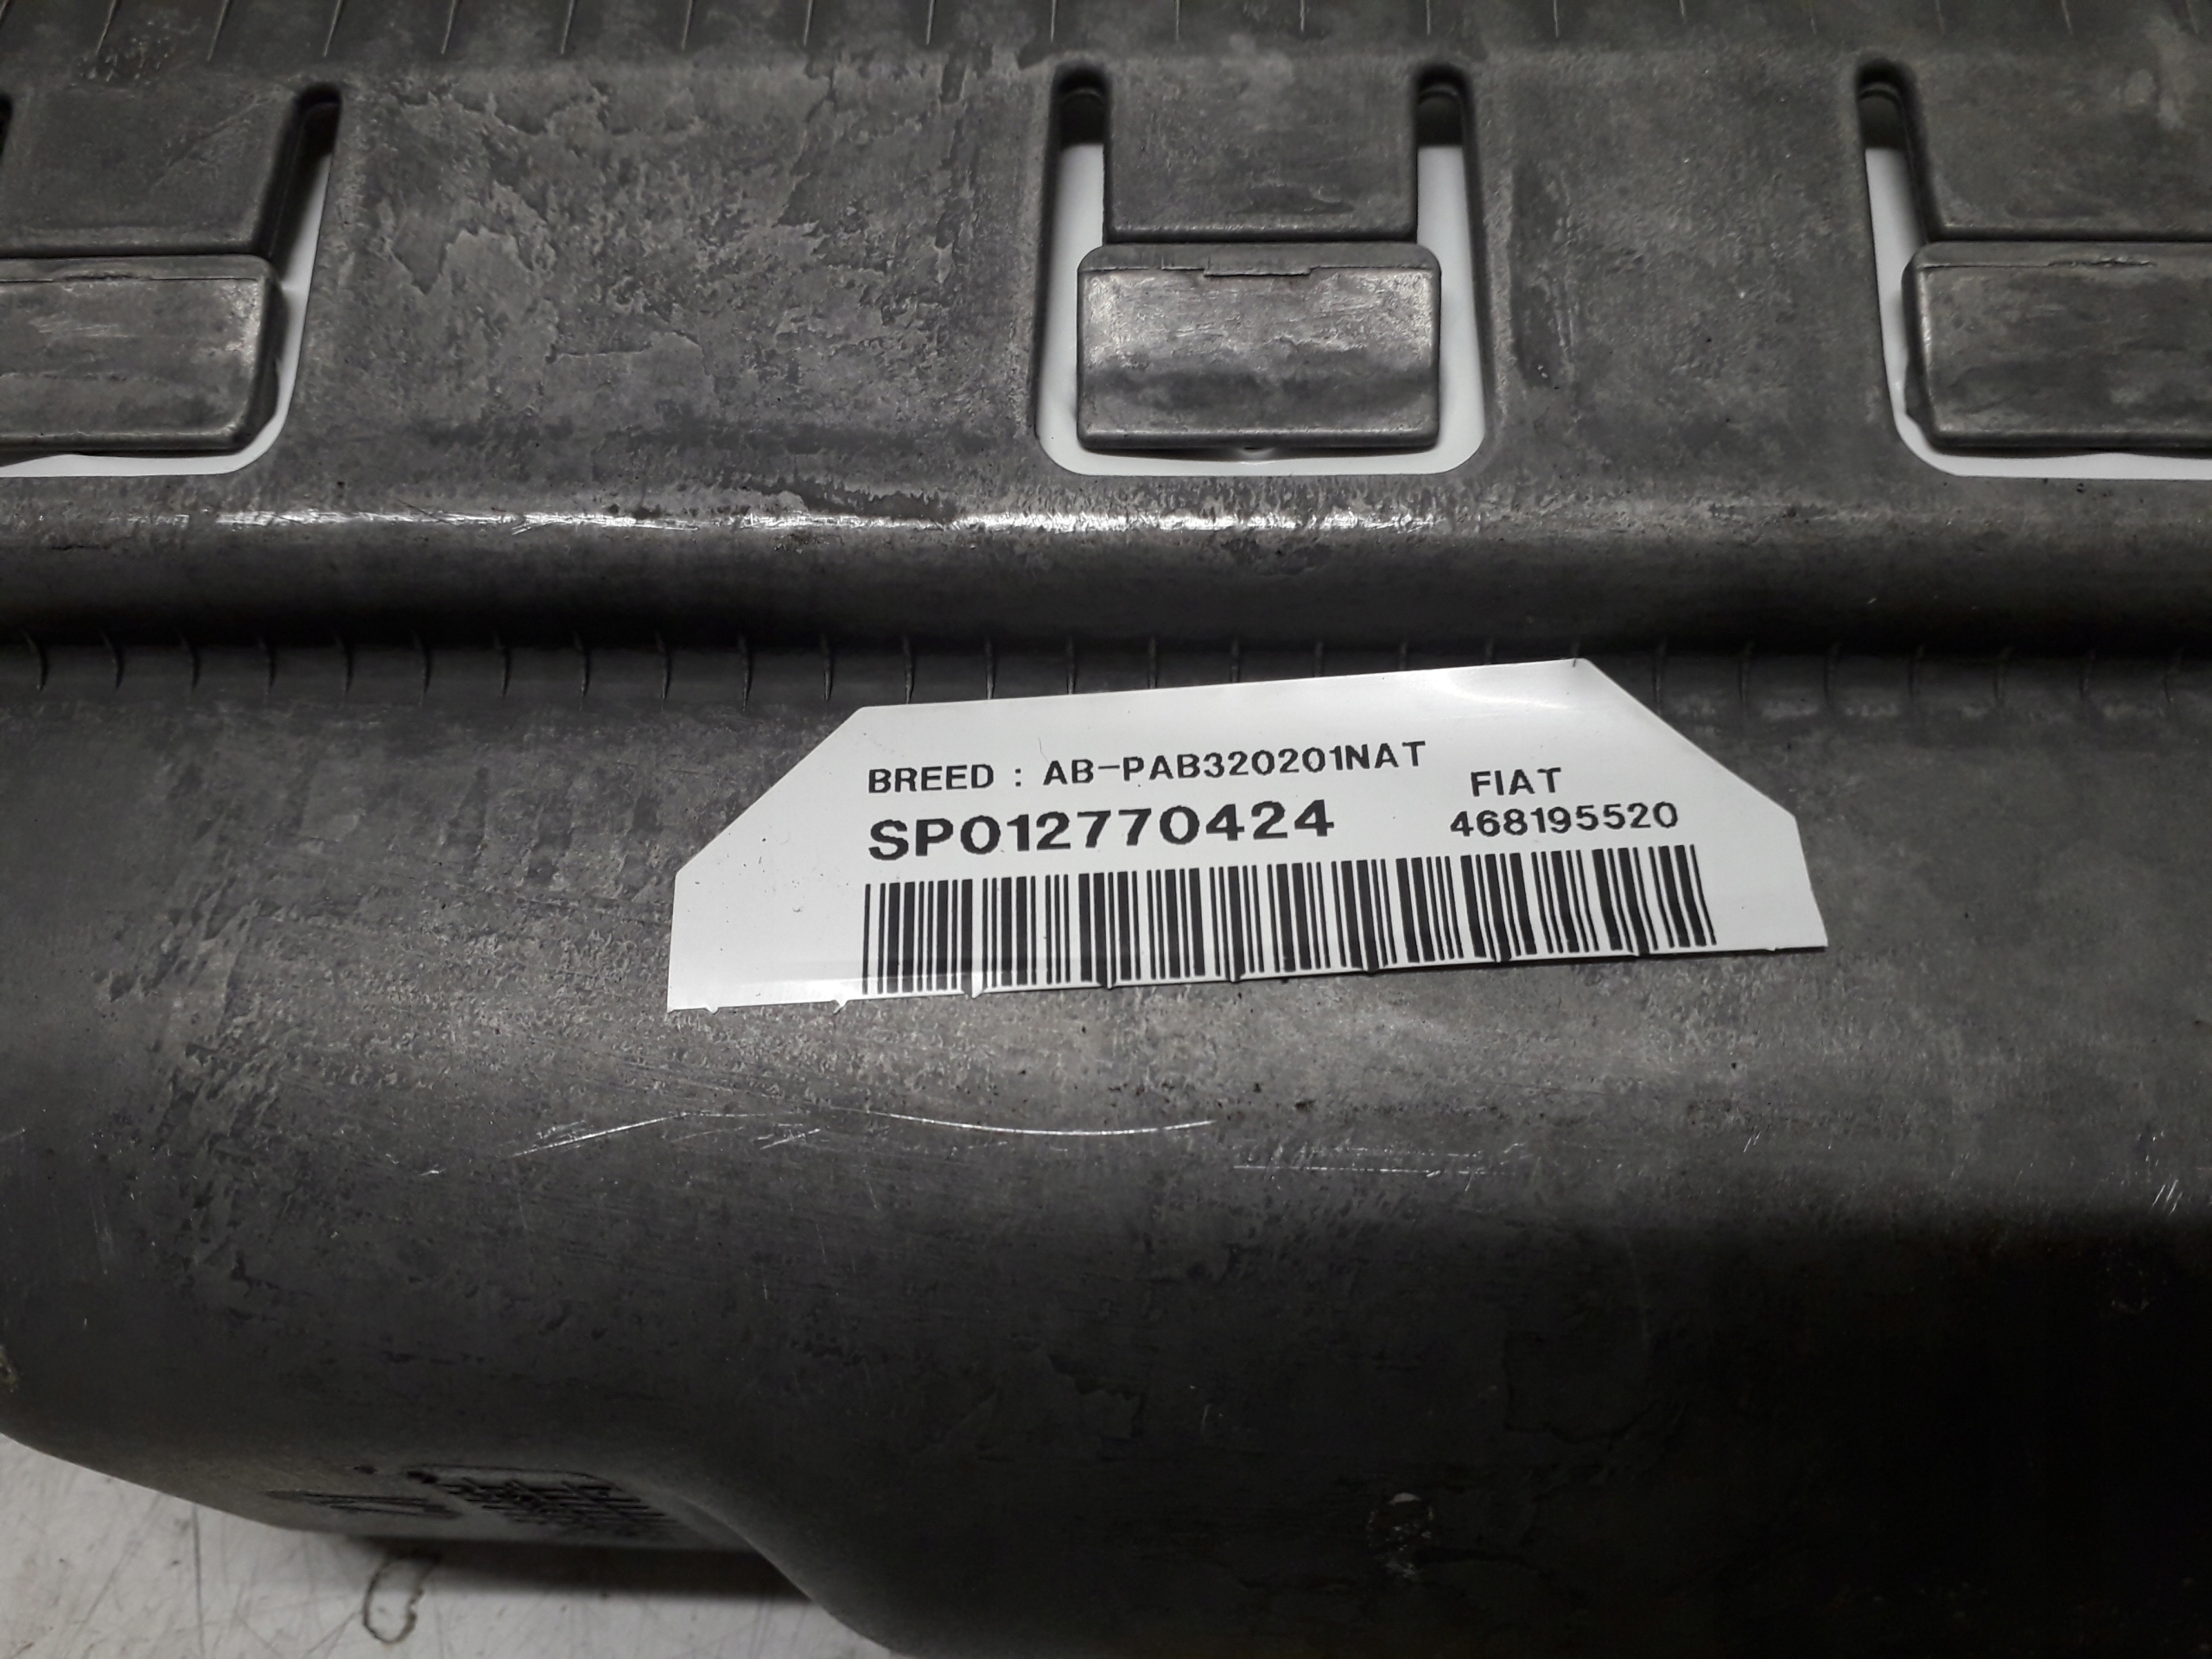 BREED : AB-PAB320201NAT
FIAT
SP012770424 468195520